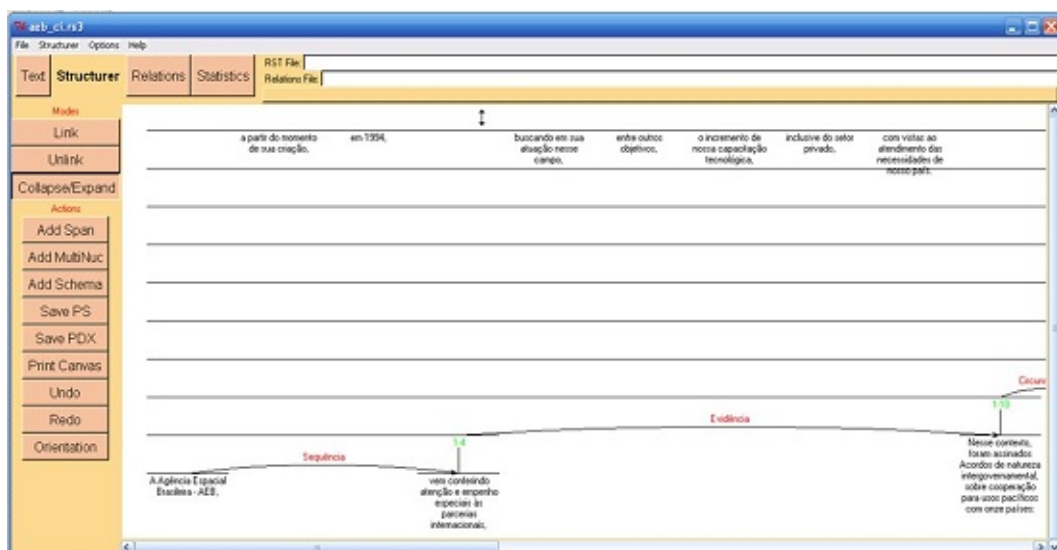 aeb_ci.rs3
File Structurer Options Help
Text Structurer Relations Statistics
RST File:
Relations File:
Modes
Link
Unlink
Collapse/Expand
Actions
Add Span
Add MultiNuc
Add Schema
Save PS
Save PDX
Print Canvas
Undo
Redo
Orientation
a partir do momento
de sua criação,
em 1994,
buscando em sua
atuação nesse
campo,
entre outros
objetivos,
o incremento de
nossa capacitação
tecnológica,
inclusive do setor
privado,
com vistas ao
atendimento das
necessidades de
nosso país.
Circun
1-10
Evidência
1-4
Sequência
A Agência Espacial
Brasileira - AEB,
vem conferindo
atenção e empenho
especiais às
parcerias
internacionais,
Nesse contexto,
foram assinados
Acordos de natureza
intergovernamental,
sobre cooperação
para usos pacíficos
com onze países: